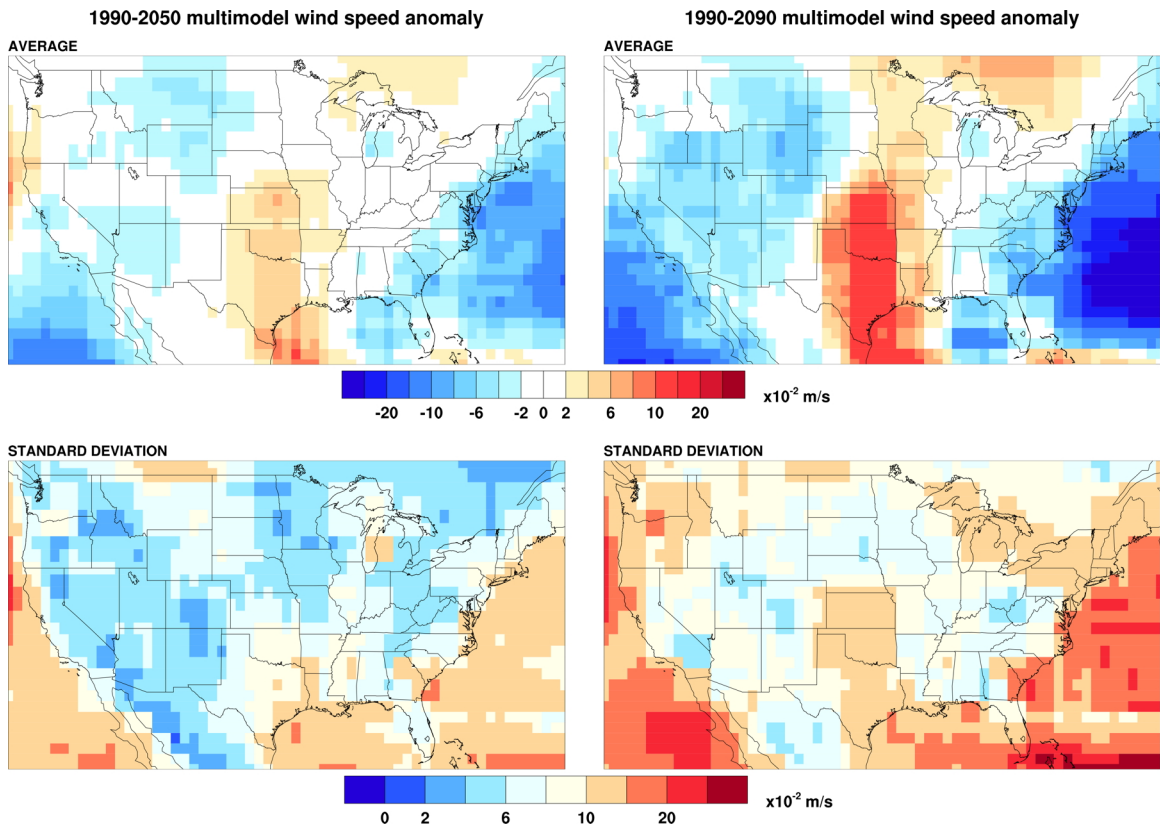 1990-2050 multimodel wind speed anomaly
1990-2090 multimodel wind speed anomaly
AVERAGE
AVERAGE
-20 -10 -6 -2 0 2 6 10 20 x10-2 m/s
STANDARD DEVIATION
STANDARD DEVIATION
0 2 6 10 20 x10-2 m/s